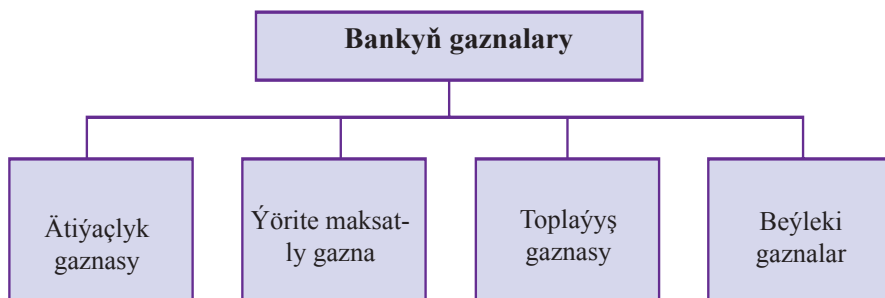 Bankyň gaznalary
Ätiýaçlyk
gaznasy
Ýörite maksat-
ly gazna
Toplaýyş
gaznasy
Beýleki
gaznalar